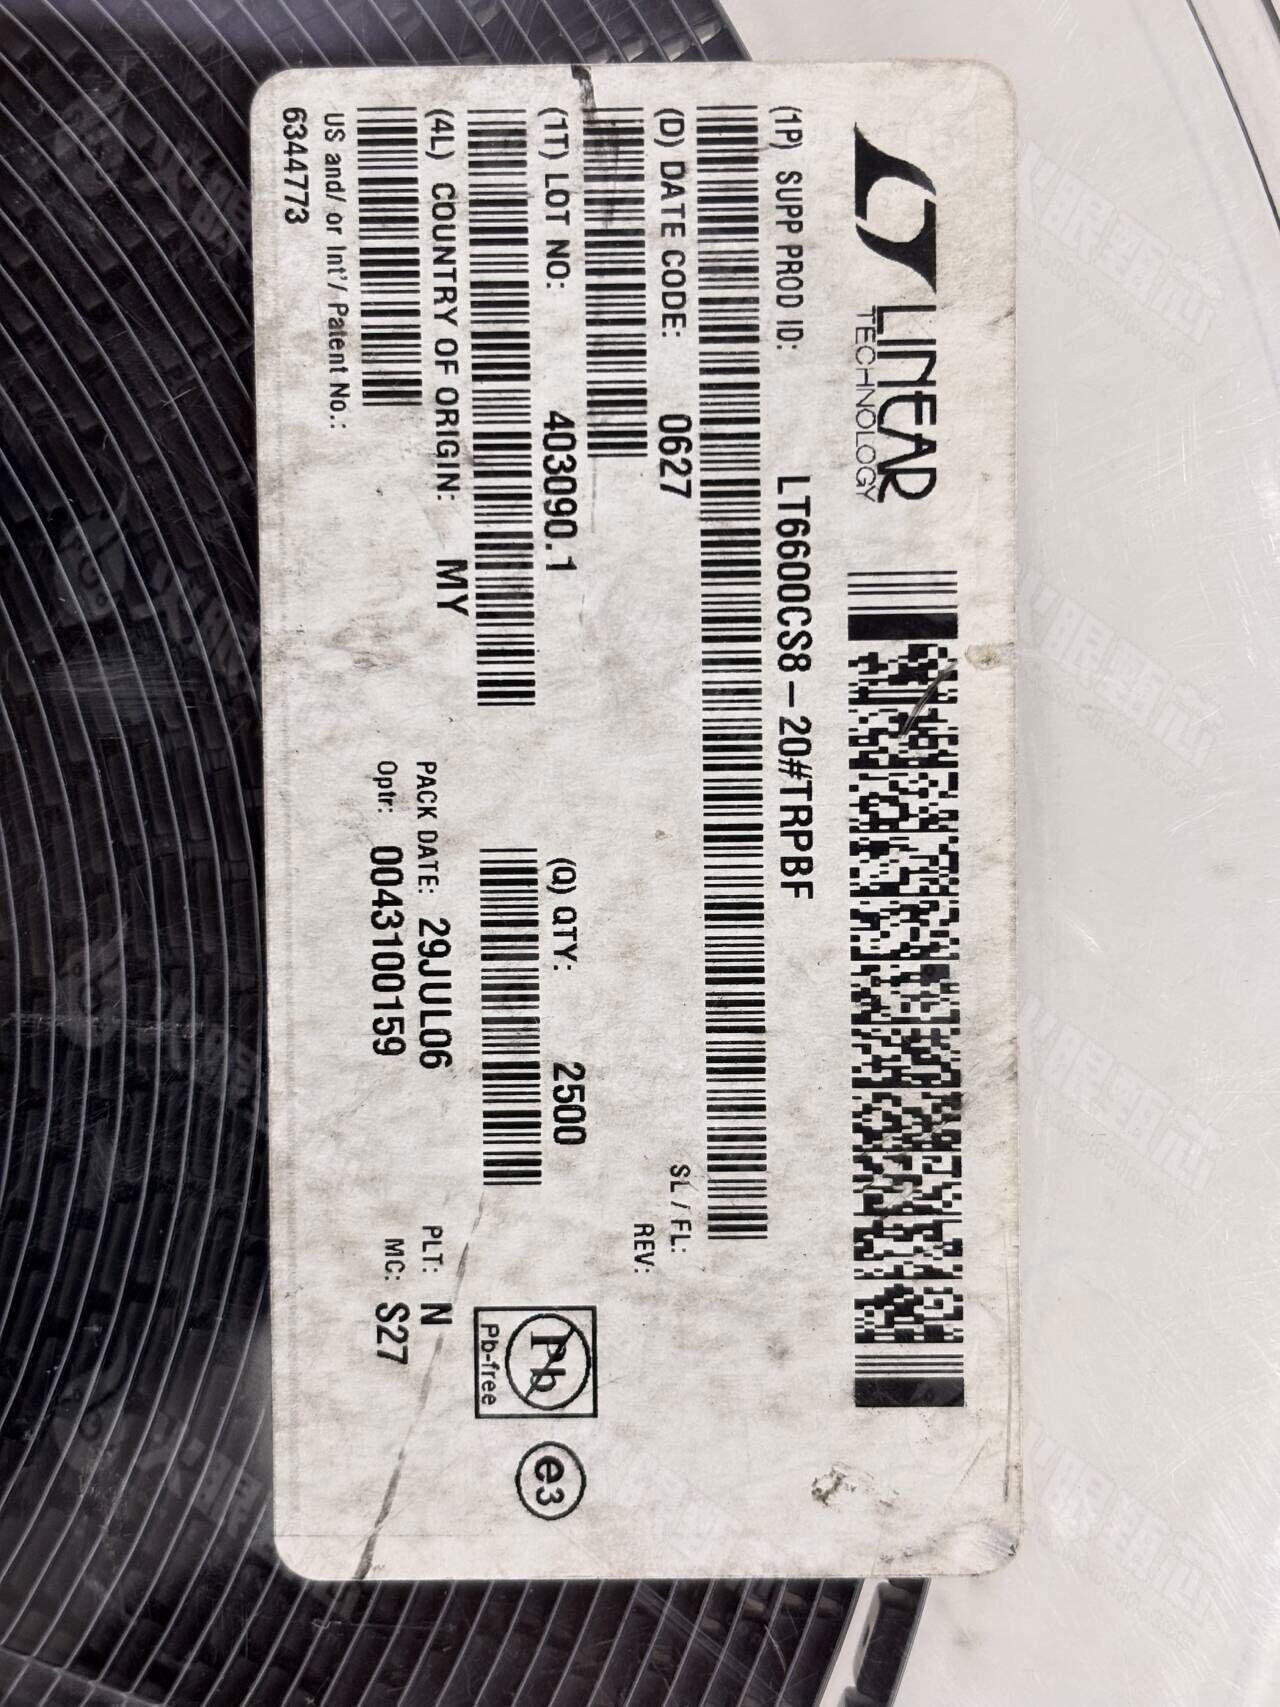 LINEAR
TECHNOLOGY
(1P) SUPP PROD ID: LT6600CS8-20#TRPBF
(D) DATE CODE: 0627
SL / FL:
REV:
(1T) LOT NO: 403090.1
(Q) QTY: 2500
(4L) COUNTRY OF ORIGIN: MY
PACK DATE: 29JUL06
PLT: N
Optr: 0043100159
MC: S27
US and/ or Int'l Patent No.:
6344773
Pb
Pb-free
e3